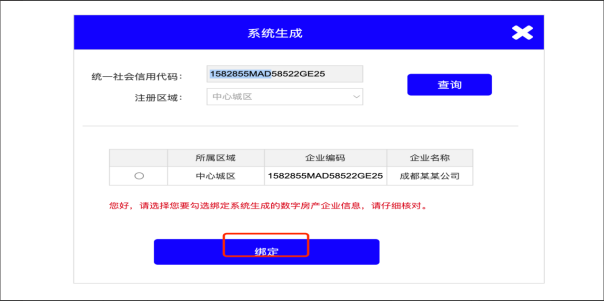 系统生成
统一社会信用代码：
1582855MAD58522GE25
查询
注册区域：
中心城区
所属区域 企业编码 企业名称
中心城区 1582855MAD58522GE25 成都某某公司
您好，请选择您要勾选绑定系统生成的数字房产企业信息，请仔细核对。
绑定